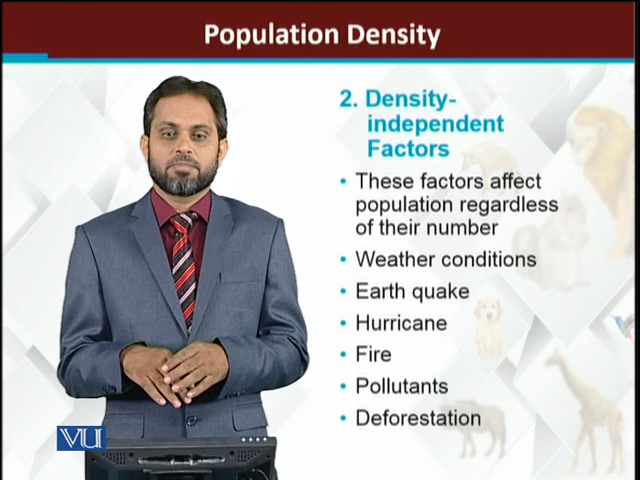 Population Density
2. Density-
independent
Factors
• These factors affect
population regardless
of their number
• Weather conditions
• Earth quake
• Hurricane
• Fire
• Pollutants
• Deforestation
VU